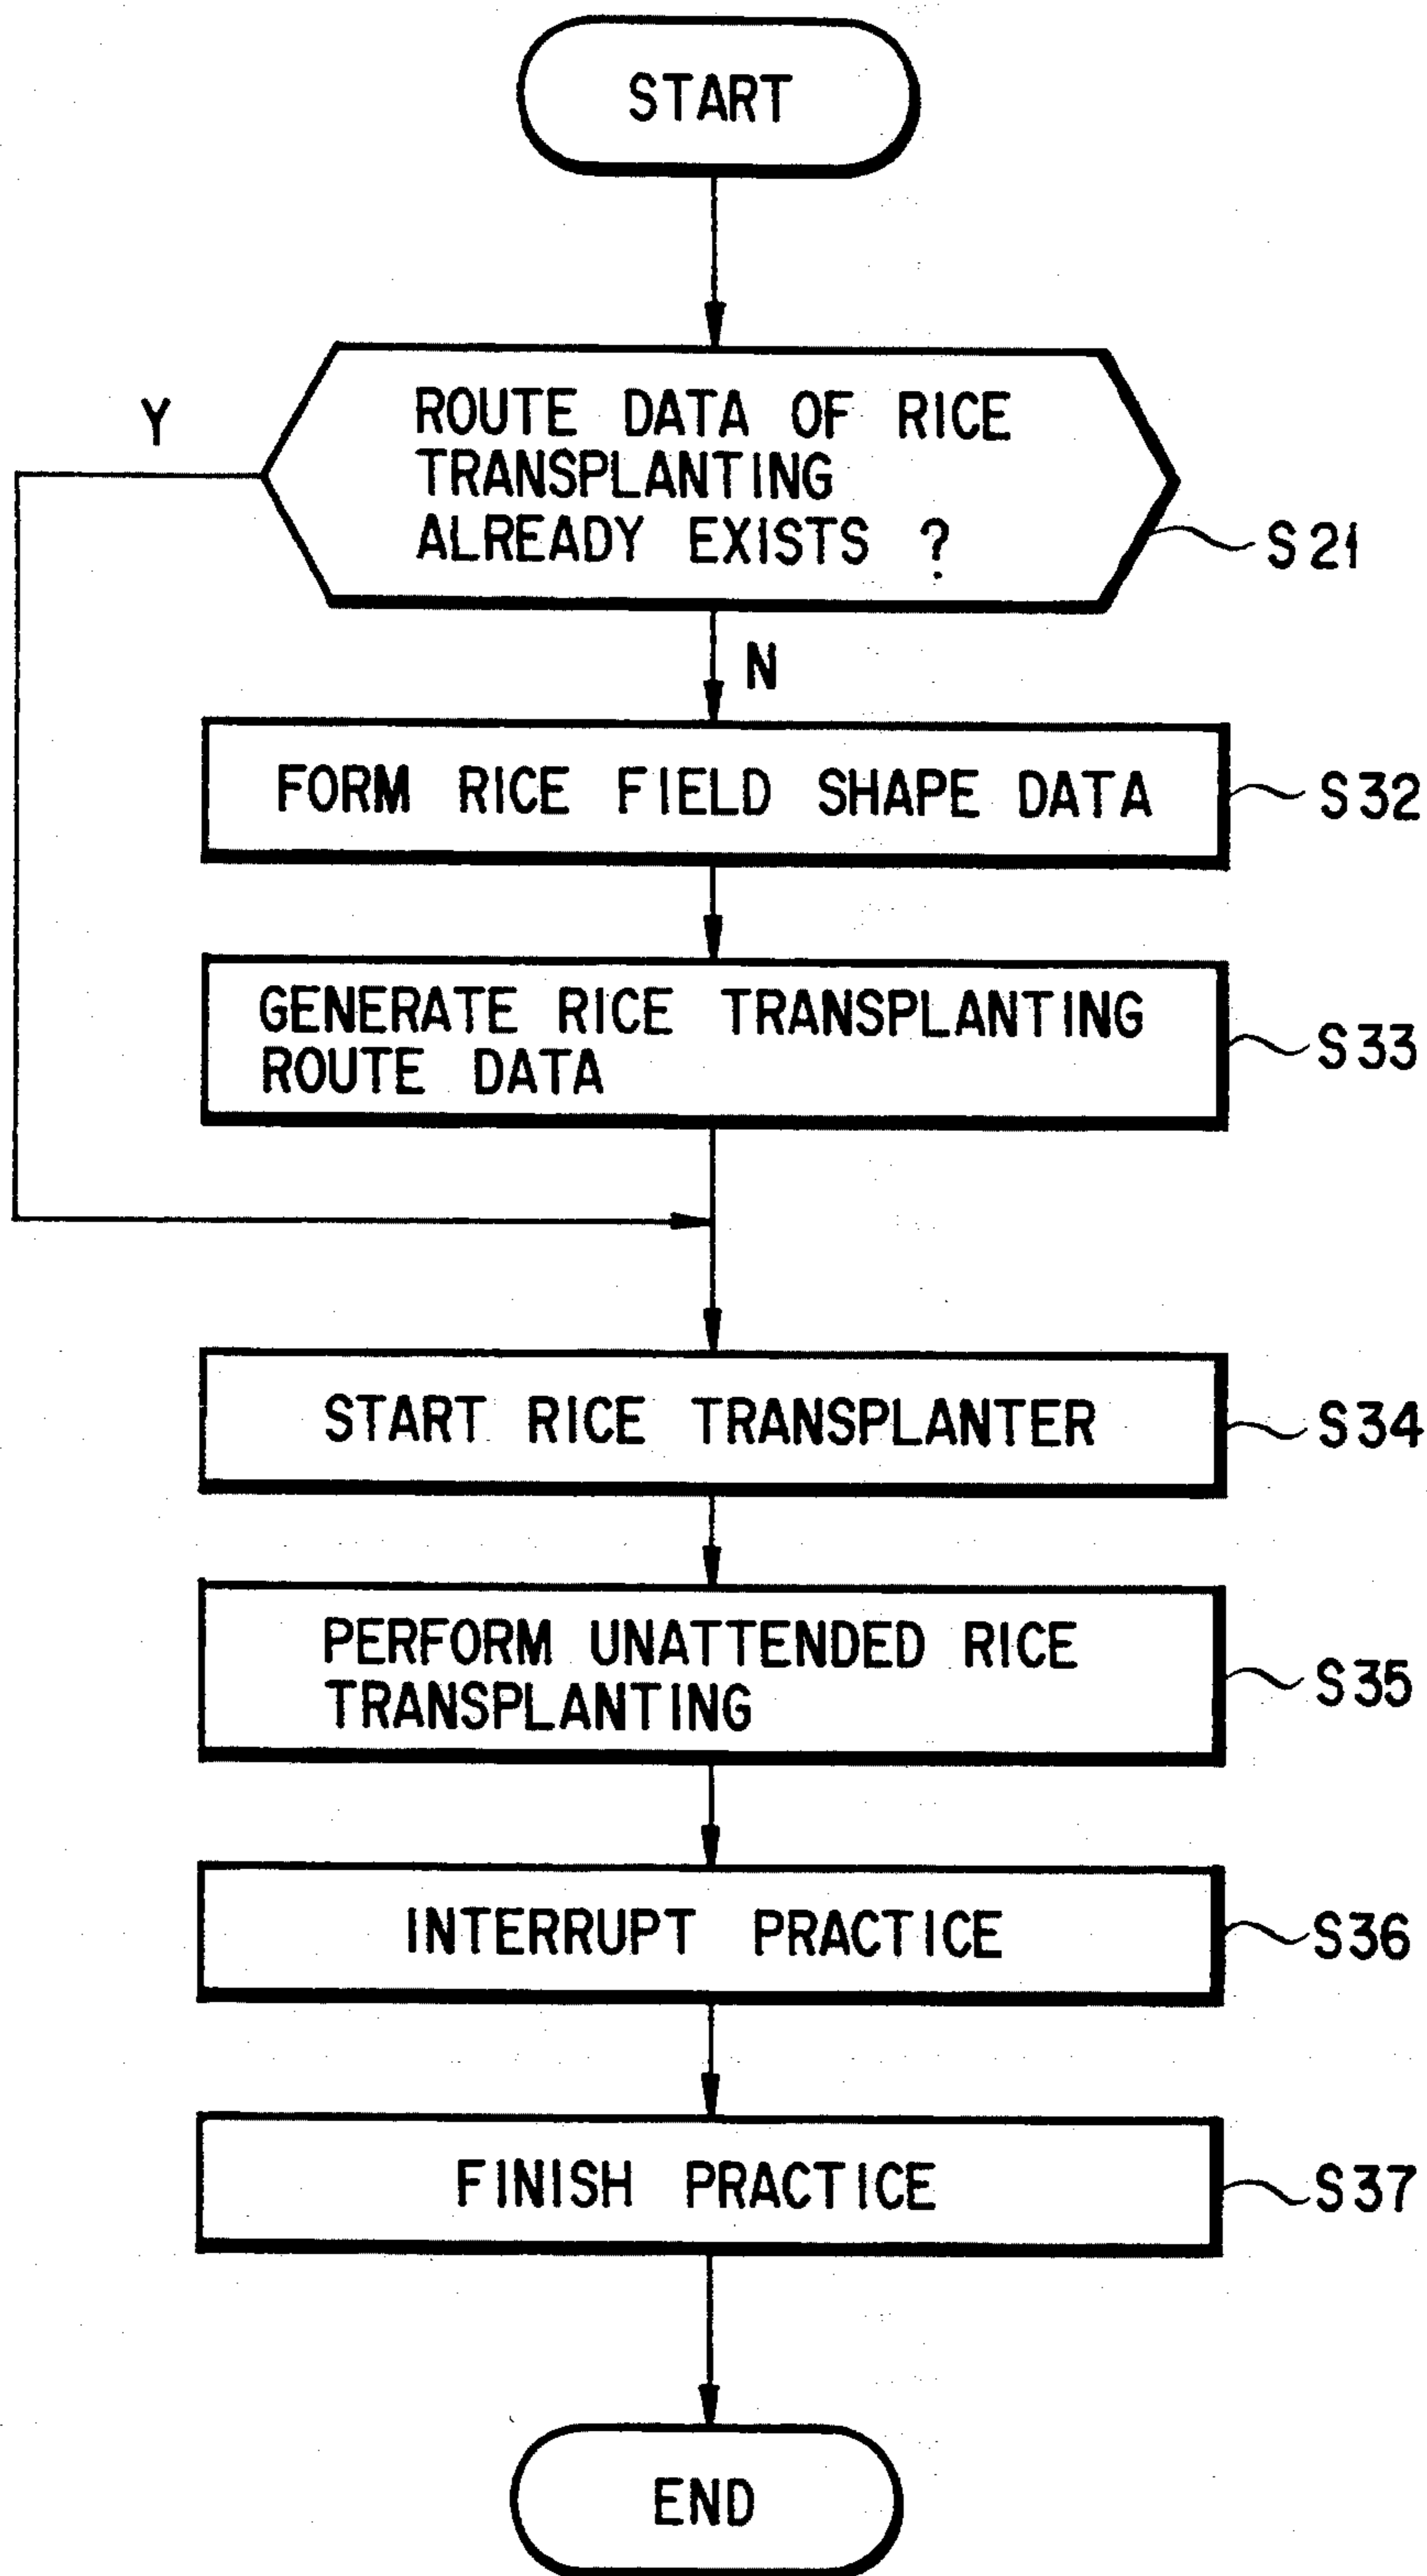 START
Y
ROUTE DATA OF RICE
TRANSPLANTING
ALREADY EXISTS ?
S21
N
FORM RICE FIELD SHAPE DATA
S32
GENERATE RICE TRANSPLANTING
ROUTE DATA
S33
START RICE TRANSPLANTER
S34
PERFORM UNATTENDED RICE
TRANSPLANTING
S35
INTERRUPT PRACTICE
S36
FINISH PRACTICE
S37
END